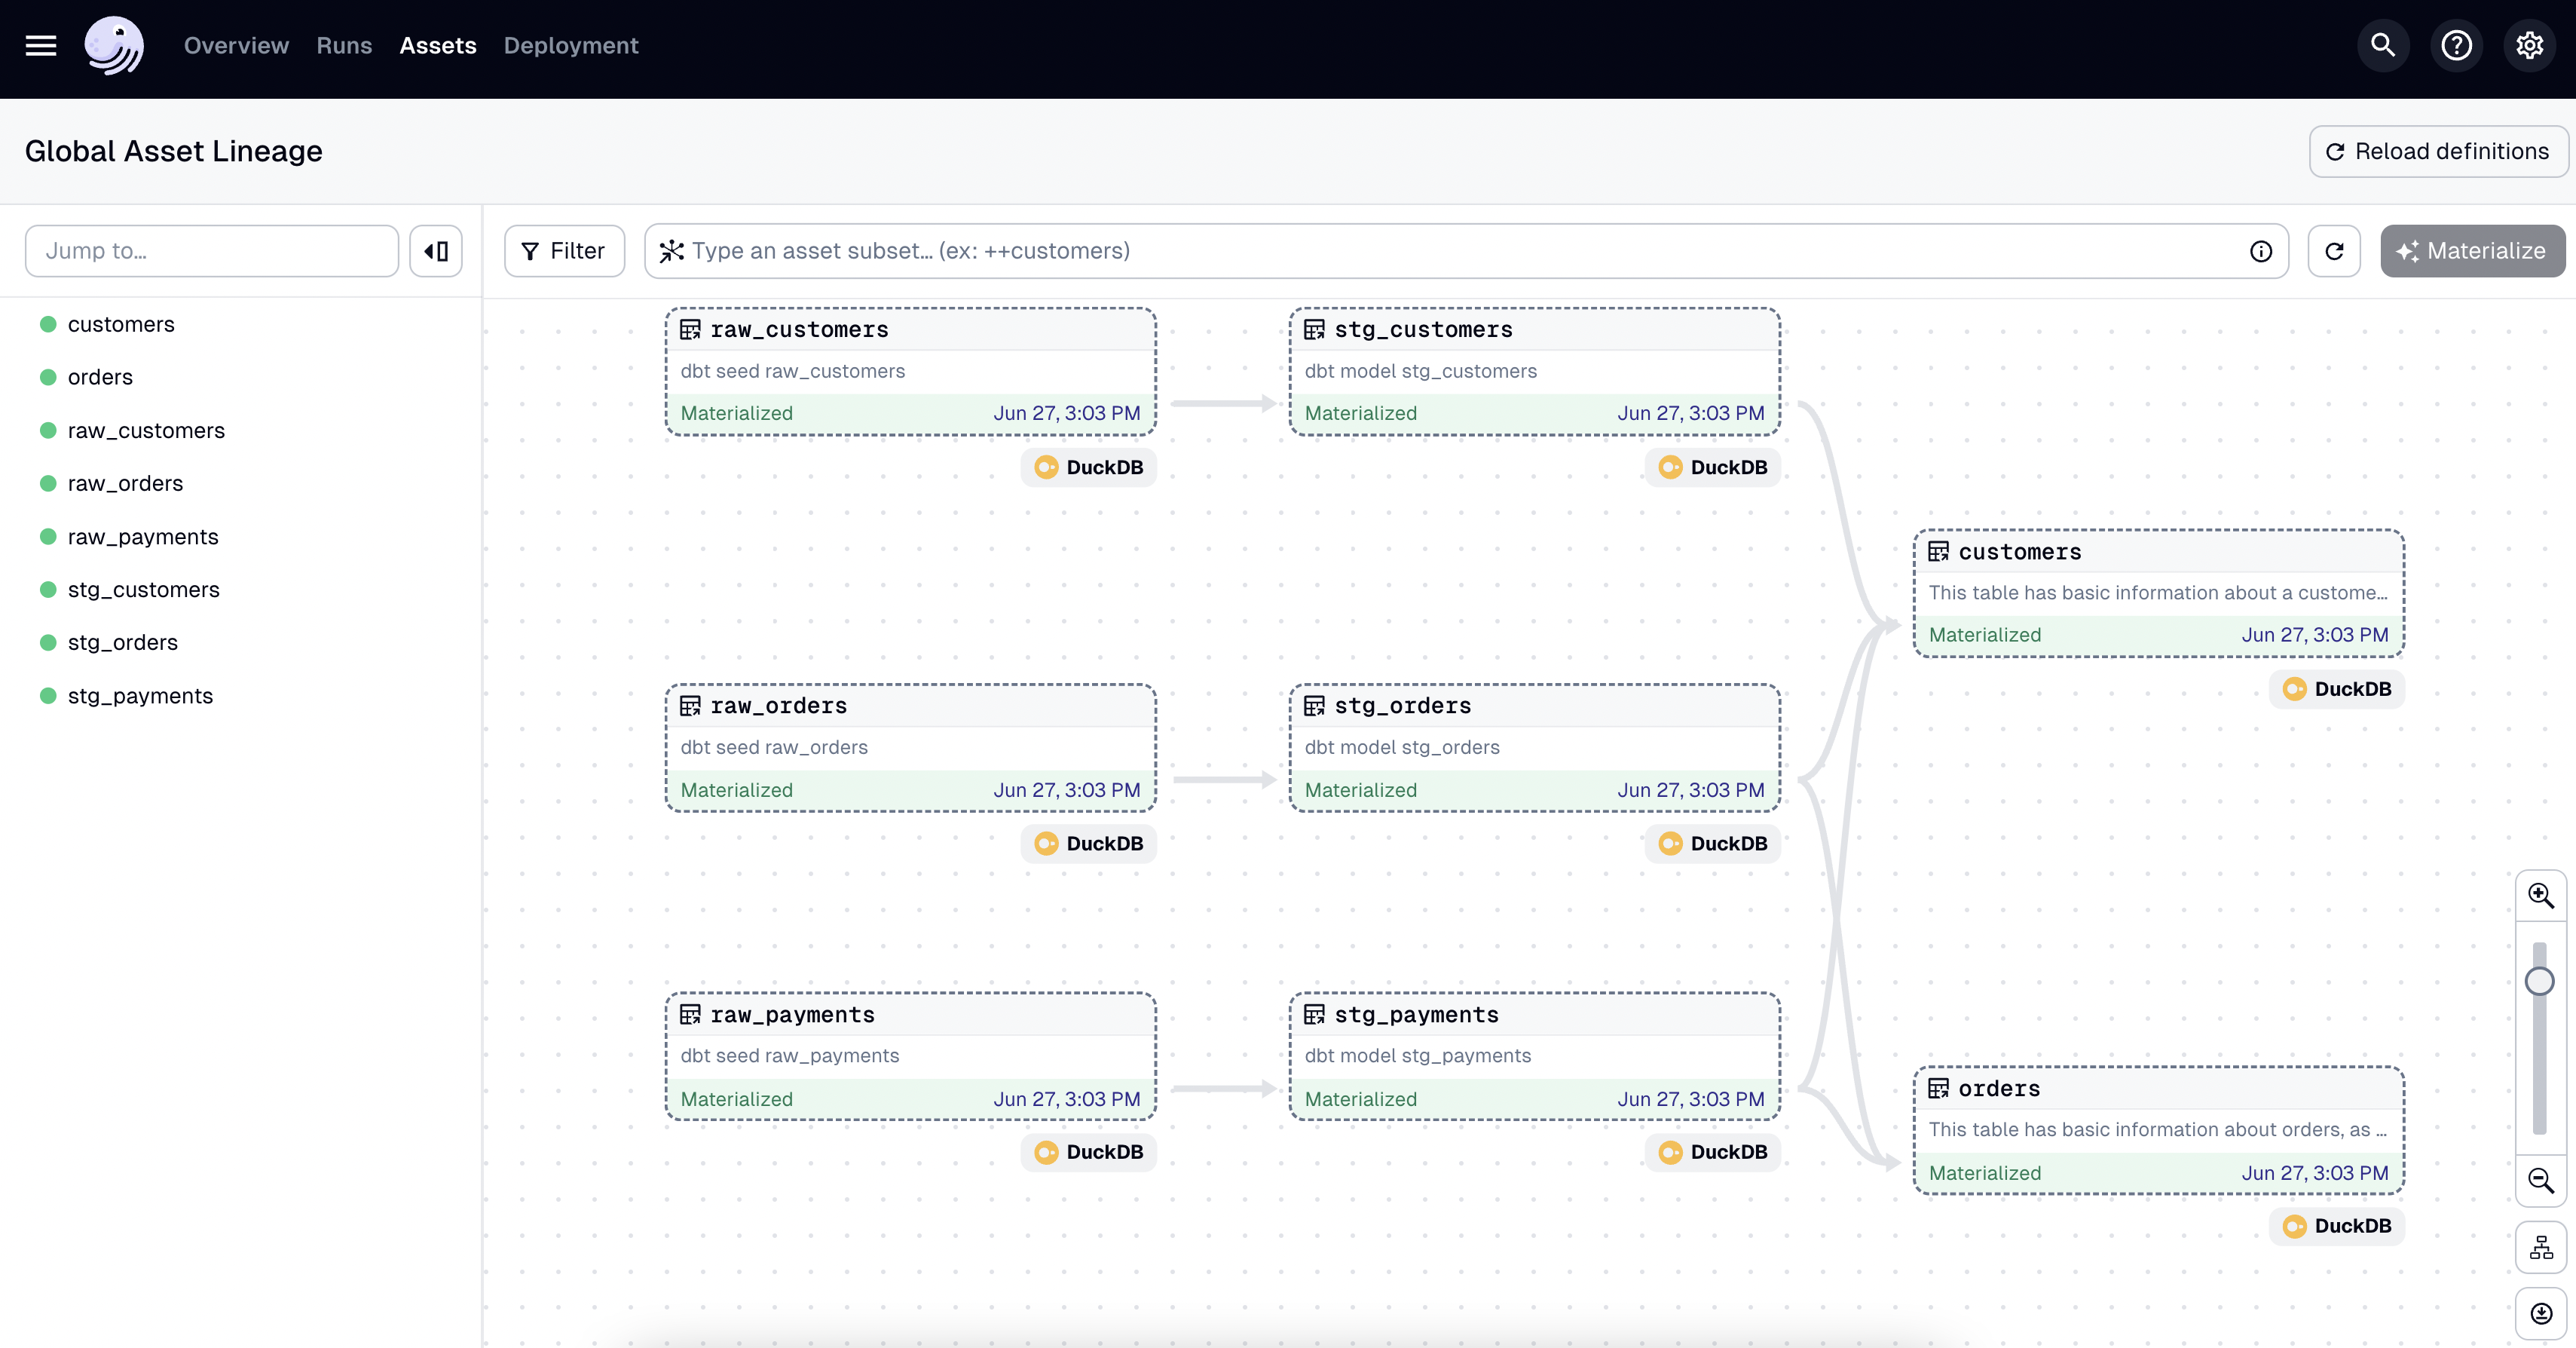 Overview Runs Assets Deployment
Global Asset Lineage
Reload definitions
Jump to…
Filter
Type an asset subset… (ex: ++customers)
Materialize
customers
orders
raw_customers
raw_orders
raw_payments
stg_customers
stg_orders
stg_payments
raw_customers
dbt seed raw_customers
Materialized Jun 27, 3:03 PM
DuckDB
stg_customers
dbt model stg_customers
Materialized Jun 27, 3:03 PM
DuckDB
customers
This table has basic information about a custome…
Materialized Jun 27, 3:03 PM
DuckDB
raw_orders
dbt seed raw_orders
Materialized Jun 27, 3:03 PM
DuckDB
stg_orders
dbt model stg_orders
Materialized Jun 27, 3:03 PM
DuckDB
raw_payments
dbt seed raw_payments
Materialized Jun 27, 3:03 PM
DuckDB
stg_payments
dbt model stg_payments
Materialized Jun 27, 3:03 PM
DuckDB
orders
This table has basic information about orders, as …
Materialized Jun 27, 3:03 PM
DuckDB